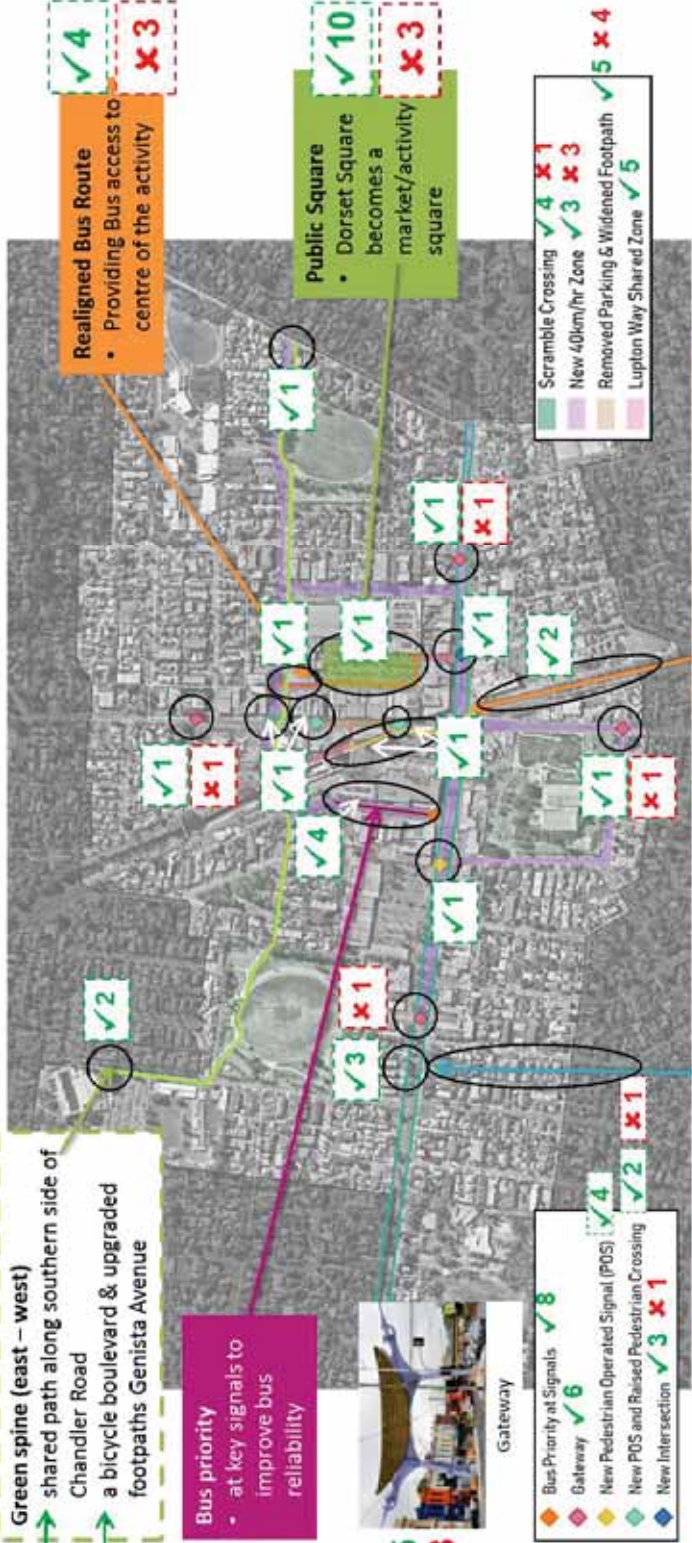 Green spine (east – west)
shared path along southern side of
Chandler Road
a bicycle boulevard & upgraded
footpaths Genista Avenue
Realigned Bus Route
• Providing Bus access to
centre of the activity
✓4
✗3
Public Square
• Dorset Square
becomes a
market/activity
square
✓10
✗3
Bus priority
• at key signals to
improve bus
reliability
Gateway
✓2
✓1
✗1
✓1
✓1
✓1
✓1
✓4
✓1
✗1
✓1
✓1
✓2
✓1
✗1
✓1
✗1
✓3
Bus Priority at Signals ✓8
Gateway ✓6
New Pedestrian Operated Signal (POS) ✓4
New POS and Raised Pedestrian Crossing ✓2 ✗1
New Intersection ✓3 ✗1
Scramble Crossing ✓4 ✗1
New 40km/hr Zone ✓3 ✗3
Removed Parking & Widened Footpath ✓5 ✗4
Lupton Way Shared Zone ✓5